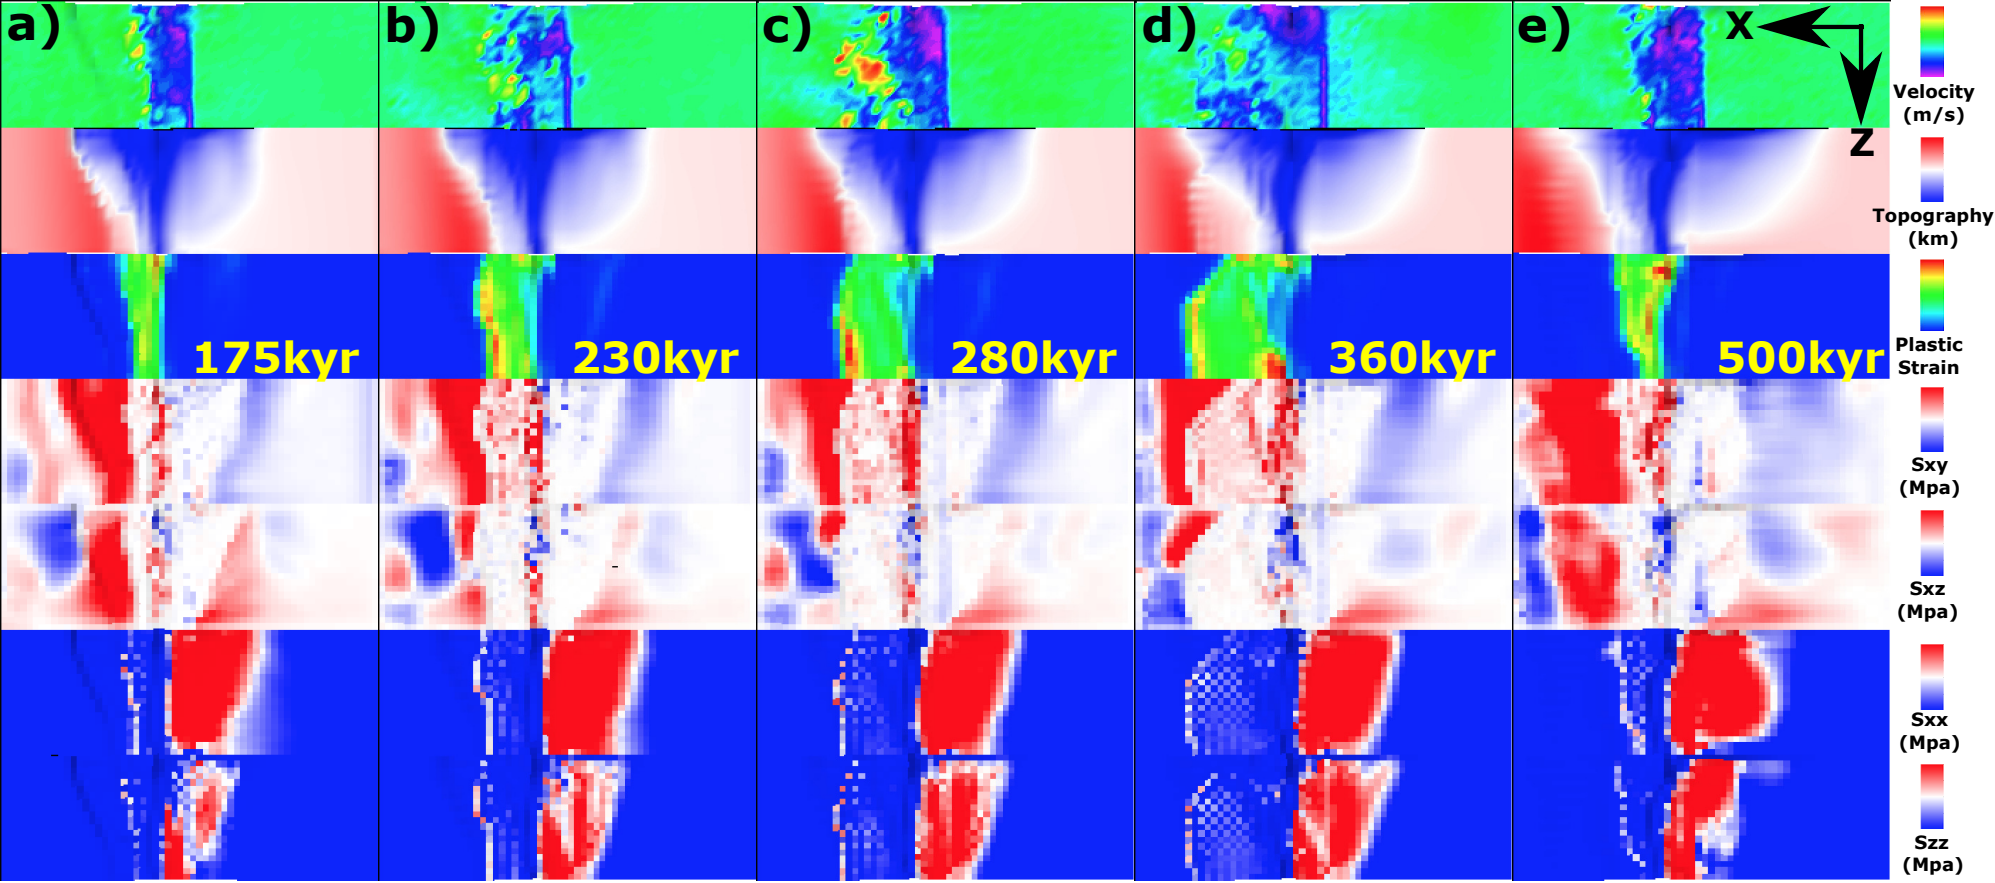 a) b) c) d) e) X
Velocity
(m/s)
Z
Topography
(km)
175kyr 230kyr 280kyr 360kyr 500kyr
Plastic
Strain
Sxy
(Mpa)
Sxz
(Mpa)
Sxx
(Mpa)
Szz
(Mpa)